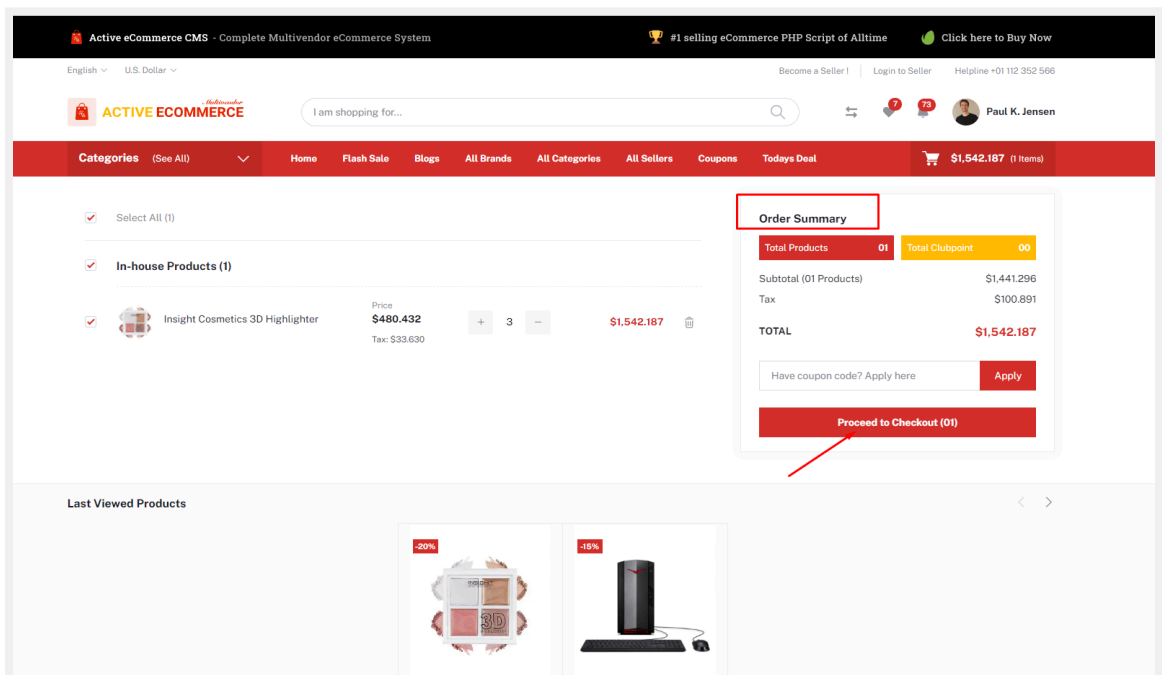 Active eCommerce CMS - Complete Multivendor eCommerce System
#1 selling eCommerce PHP Script of Alltime
Click here to Buy Now
English
U.S. Dollar
Become a Seller !
Login to Seller
Helpline +01 112 352 566
Multivendor
ACTIVE ECOMMERCE
I am shopping for...
7
73
Paul K. Jensen
Categories (See All)
Home
Flash Sale
Blogs
All Brands
All Categories
All Sellers
Coupons
Todays Deal
$1,542.187 (1 Items)
Select All (1)
In-house Products (1)
Insight Cosmetics 3D Highlighter
Price
$480.432
Tax: $33.630
+ 3 −
$1,542.187
Order Summary
Total Products 01
Total Clubpoint 00
Subtotal (01 Products) $1,441.296
Tax $100.891
TOTAL $1,542.187
Have coupon code? Apply here
Apply
Proceed to Checkout (01)
Last Viewed Products
-20%
INSIGHT
3D
-15%